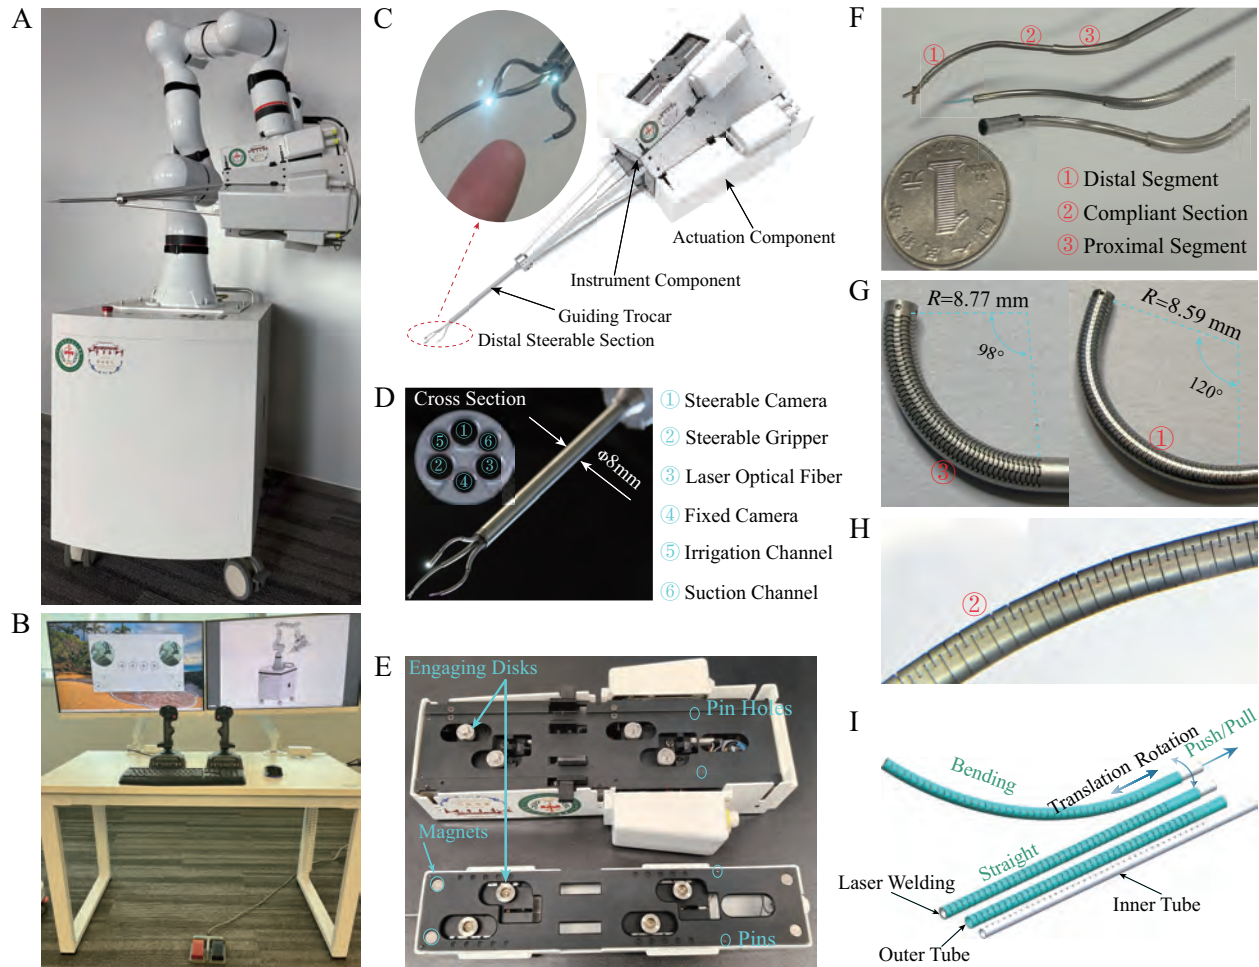 A
B
C
Actuation Component
Instrument Component
Guiding Trocar
Distal Steerable Section
D
Cross Section
Φ8mm
① ② ③ ④ ⑤ ⑥
① Steerable Camera
② Steerable Gripper
③ Laser Optical Fiber
④ Fixed Camera
⑤ Irrigation Channel
⑥ Suction Channel
E
Engaging Disks
Pin Holes
Magnets
Pins
F
① ② ③
1
① Distal Segment
② Compliant Section
③ Proximal Segment
G
R=8.77 mm
98°
③
R=8.59 mm
120°
①
H
②
I
Bending
Translation
Rotation
Push/Pull
Straight
Laser Welding
Inner Tube
Outer Tube